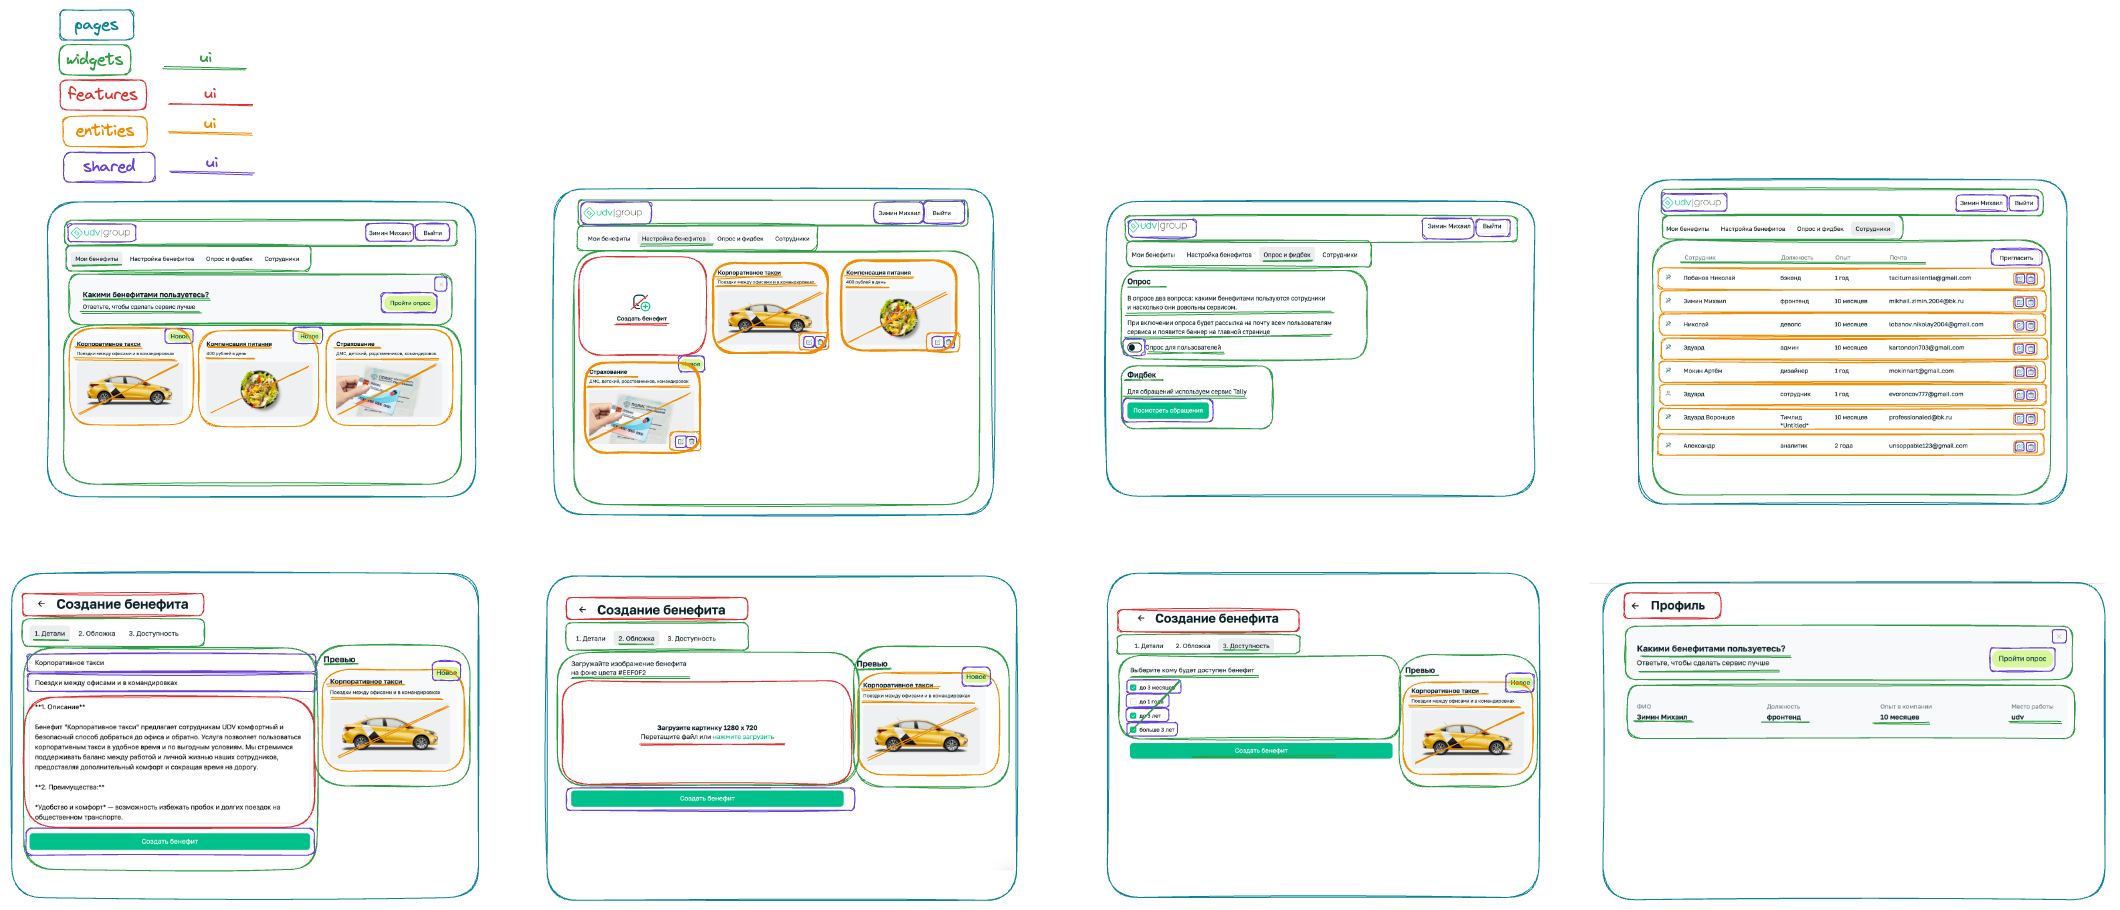 pages
widgets ui
features ui
entities ui
shared ui
udv|group
Зимин Михаил Выйти
Мои бенефиты Настройка бенефитов Опрос и фидбек Сотрудники
Какими бенефитами пользуетесь?
Ответьте, чтобы сделать сервис лучше
Пройти опрос
Новое Новое
Корпоративное такси Компенсация питания Страхование
Поездки между офисами и в командировках 400 рублей в день ДМС, детский, родственников, командировок
udv|group
Зимин Михаил Выйти
Мои бенефиты Настройка бенефитов Опрос и фидбек Сотрудники
Создать бенефит
Корпоративное такси Компенсация питания
Поездки между офисами и в командировках 400 рублей в день
Новое
Страхование
ДМС, детский, родственников, командировок
udv|group
Зимин Михаил Выйти
Мои бенефиты Настройка бенефитов Опрос и фидбек Сотрудники
Опрос
В опросе два вопроса: какими бенефитами пользуются сотрудники
и насколько они довольны сервисом.
При включении опроса будет рассылка на почту всем пользователям
сервиса и появится баннер на главной странице
Опрос для пользователей
Фидбек
Для обращений используем сервис Tally
Посмотреть обращения
udv|group
Зимин Михаил Выйти
Мои бенефиты Настройка бенефитов Опрос и фидбек Сотрудники
Сотрудник Должность Опыт Почта Пригласить
Лобанов Николай бэкенд 1 год tacitumasilentla@gmail.com
Зимин Михаил фронтенд 10 месяцев mikhail.zimin.2004@bk.ru
Николай девопс 10 месяцев lobanov.nikolay2004@gmail.com
Эдуард админ 10 месяцев kartondon703@gmail.com
Мокин Артём дизайнер 1 год mokinnart@gmail.com
Эдуард сотрудник 1 год evoroncov777@gmail.com
Эдуард Воронцов Тимлид 10 месяцев professionaled@bk.ru
"Untitled"
Александр аналитик 2 года unsoppable123@gmail.com
Создание бенефита
1. Детали 2. Обложка 3. Доступность
Корпоративное такси
Поездки между офисами и в командировках
**1. Описание**
Бенефит "Корпоративное такси" предлагает сотрудникам UDV комфортный и
безопасный способ добраться до офиса и обратно. Услуга позволяет пользоваться
корпоративным такси в удобное время и по выгодным условиям. Мы стремимся
поддерживать баланс между работой и личной жизнью наших сотрудников,
предоставляя дополнительный комфорт и сокращая время на дорогу.
**2. Преимущества:**
*Удобство и комфорт* — возможность избежать пробок и долгих поездок на
общественном транспорте.
Создать бенефит
Превью
Новое
Корпоративное такси
Поездки между офисами и в командировках
Создание бенефита
1. Детали 2. Обложка 3. Доступность
Загружайте изображение бенефита
на фоне цвета #EEF0F2
Загрузите картинку 1280 x 720
Перетащите файл или нажмите загрузить
Создать бенефит
Превью
Новое
Корпоративное такси
Поездки между офисами и в командировках
Создание бенефита
1. Детали 2. Обложка 3. Доступность
Выберите кому будет доступен бенефит
до 3 месяцев
до 1 года
до 3 лет
больше 3 лет
Создать бенефит
Превью
Новое
Корпоративное такси
Поездки между офисами и в командировках
Профиль
Какими бенефитами пользуетесь?
Ответьте, чтобы сделать сервис лучше
Пройти опрос
ФИО Должность Опыт в компании Место работы
Зимин Михаил фронтенд 10 месяцев udv